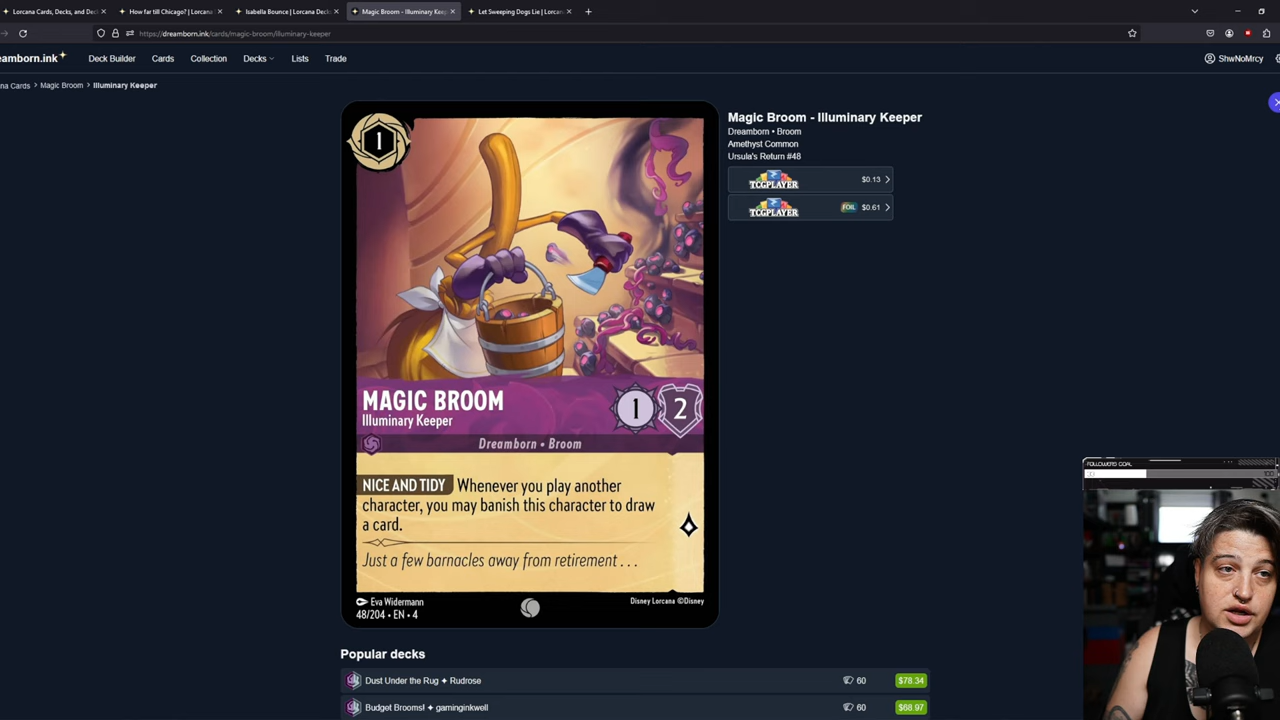 Lorcana Cards, Decks, and Dec
How far till Chicago? | Lorcana
Isabella Bounce | Lorcana Deck
Magic Broom - Illuminary Keep
Let Sweeping Dogs Lie | Lorcan
https://dreamborn.ink/cards/magic-broom/illuminary-keeper
eamborn.ink
Deck Builder
Cards
Collection
Decks
Lists
Trade
ShwNoMrcy
na Cards > Magic Broom > Illuminary Keeper
1
MAGIC BROOM
Illuminary Keeper
1
2
Dreamborn • Broom
NICE AND TIDY Whenever you play another
character, you may banish this character to draw
a card.
Just a few barnacles away from retirement . . .
Eva Widermann
Disney Lorcana ©Disney
48/204 • EN • 4
Magic Broom - Illuminary Keeper
Dreamborn • Broom
Amethyst Common
Ursula's Return #48
TCGPLAYER $0.13
TCGPLAYER FOIL $0.61
FOLLOWERS GOAL
100
Popular decks
Dust Under the Rug ✦ Rudrose 60 $78.34
Budget Brooms! ✦ gaminginkwell 60 $68.97